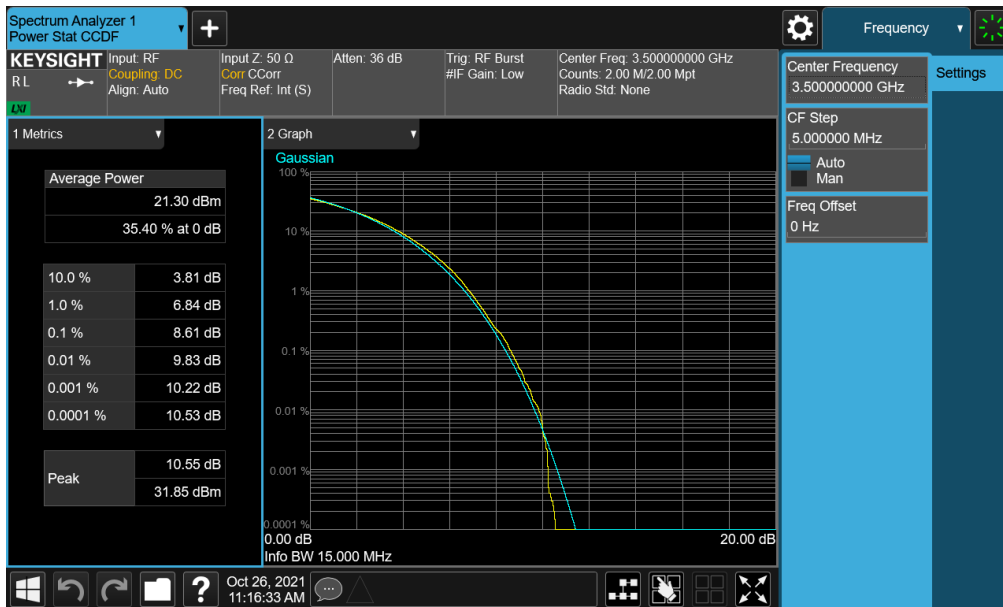 Spectrum Analyzer 1
Power Stat CCDF
Frequency
KEYSIGHT
R L
LXI
Input: RF
Coupling: DC
Align: Auto
Input Z: 50 Ω
Corr CCorr
Freq Ref: Int (S)
Atten: 36 dB
Trig: RF Burst
#IF Gain: Low
Center Freq: 3.500000000 GHz
Counts: 2.00 M/2.00 Mpt
Radio Std: None
Center Frequency
3.500000000 GHz
Settings
CF Step
5.000000 MHz
Auto
Man
Freq Offset
0 Hz
1 Metrics
Average Power
21.30 dBm
35.40 % at 0 dB
10.0 % 3.81 dB
1.0 % 6.84 dB
0.1 % 8.61 dB
0.01 % 9.83 dB
0.001 % 10.22 dB
0.0001 % 10.53 dB
Peak
10.55 dB
31.85 dBm
2 Graph
Gaussian
100 %
10 %
1 %
0.1 %
0.01 %
0.001 %
0.0001 %
0.00 dB 20.00 dB
Info BW 15.000 MHz
?
Oct 26, 2021
11:16:33 AM